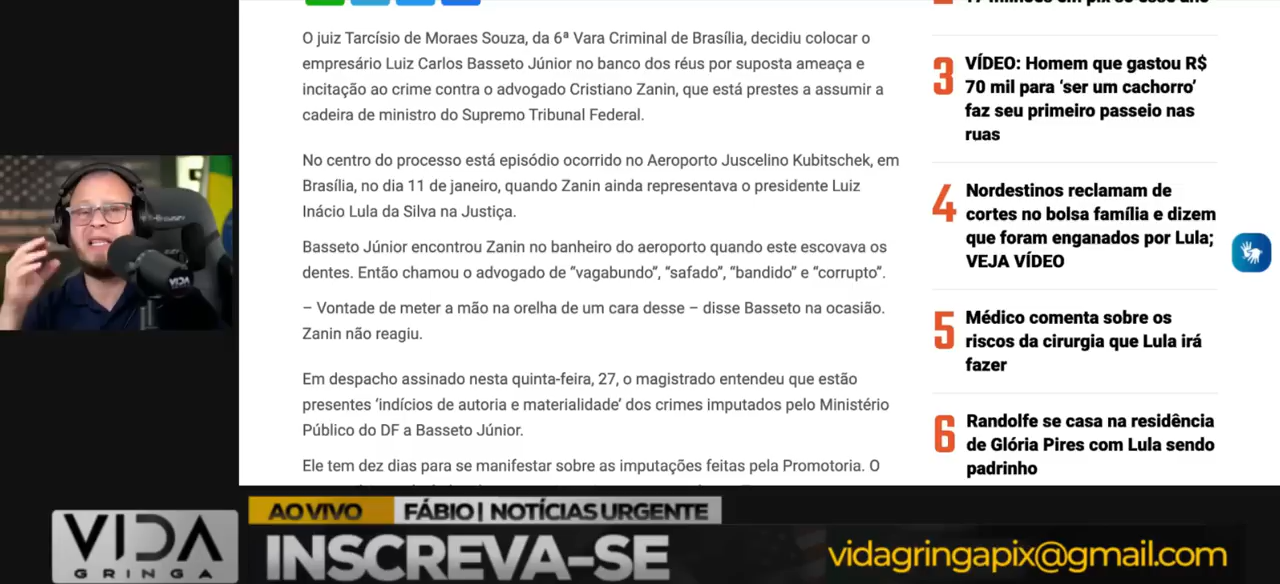 O juiz Tarcísio de Moraes Souza, da 6ª Vara Criminal de Brasília, decidiu colocar o
empresário Luiz Carlos Basseto Júnior no banco dos réus por suposta ameaça e
incitação ao crime contra o advogado Cristiano Zanin, que está prestes a assumir a
cadeira de ministro do Supremo Tribunal Federal.
No centro do processo está episódio ocorrido no Aeroporto Juscelino Kubitschek, em
Brasília, no dia 11 de janeiro, quando Zanin ainda representava o presidente Luiz
Inácio Lula da Silva na Justiça.
Basseto Júnior encontrou Zanin no banheiro do aeroporto quando este escovava os
dentes. Então chamou o advogado de “vagabundo”, “safado”, “bandido” e “corrupto”.
– Vontade de meter a mão na orelha de um cara desse – disse Basseto na ocasião.
Zanin não reagiu.
Em despacho assinado nesta quinta-feira, 27, o magistrado entendeu que estão
presentes ‘indícios de autoria e materialidade’ dos crimes imputados pelo Ministério
Público do DF a Basseto Júnior.
Ele tem dez dias para se manifestar sobre as imputações feitas pela Promotoria. O
3 VÍDEO: Homem que gastou R$
70 mil para ‘ser um cachorro’
faz seu primeiro passeio nas
ruas
4 Nordestinos reclamam de
cortes no bolsa família e dizem
que foram enganados por Lula;
VEJA VÍDEO
5 Médico comenta sobre os
riscos da cirurgia que Lula irá
fazer
6 Randolfe se casa na residência
de Glória Pires com Lula sendo
padrinho
VIDA
VIDA
GRINGA
AO VIVO FÁBIO | NOTÍCIAS URGENTE
INSCREVA-SE
vidagringapix@gmail.com